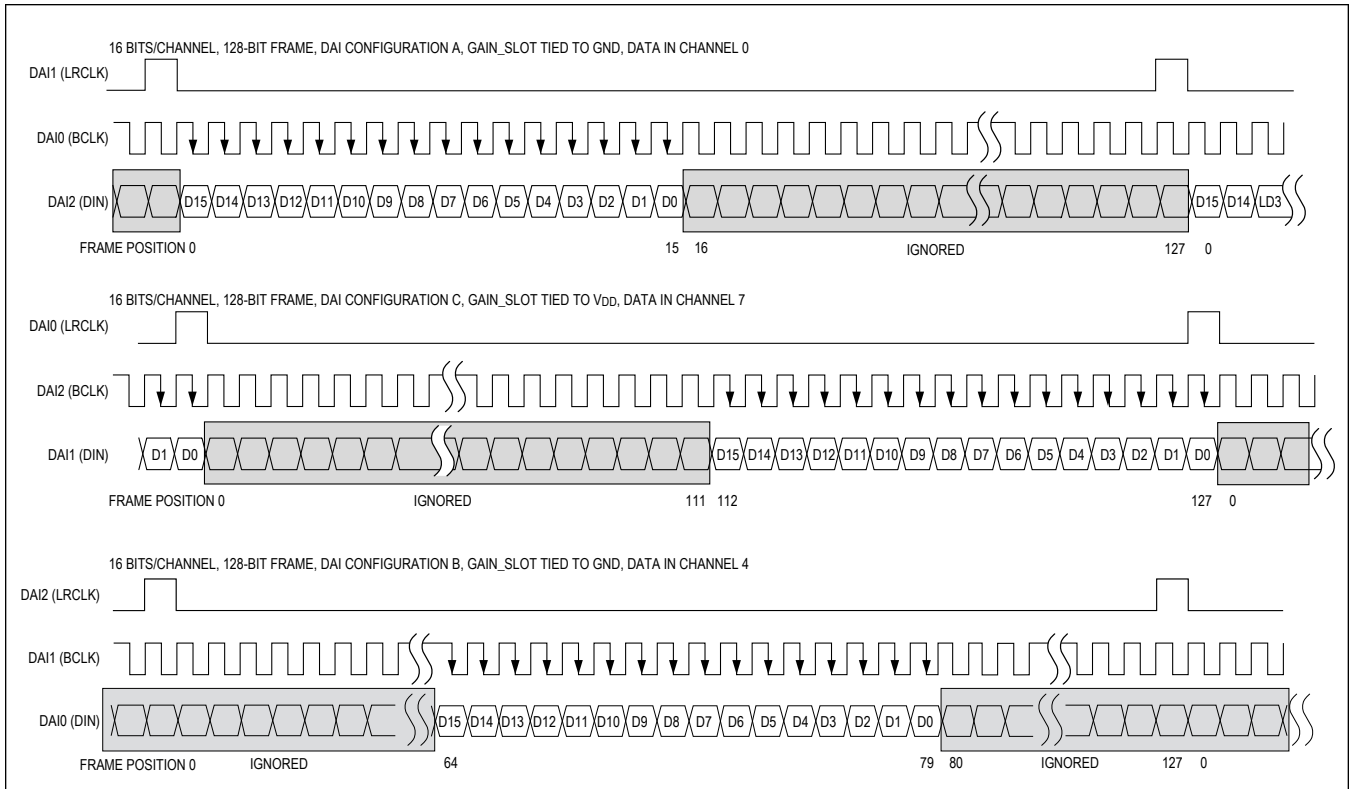 16 BITS/CHANNEL, 128-BIT FRAME, DAI CONFIGURATION A, GAIN_SLOT TIED TO GND, DATA IN CHANNEL 0
DAI1 (LRCLK)
DAI0 (BCLK)
DAI2 (DIN) D15 D14 D13 D12 D11 D10 D9 D8 D7 D6 D5 D4 D3 D2 D1 D0 D15 D14 LD3
FRAME POSITION 0 15 16 IGNORED 127 0
16 BITS/CHANNEL, 128-BIT FRAME, DAI CONFIGURATION C, GAIN_SLOT TIED TO VDD, DATA IN CHANNEL 7
DAI0 (LRCLK)
DAI2 (BCLK)
DAI1 (DIN) D1 D0 D15 D14 D13 D12 D11 D10 D9 D8 D7 D6 D5 D4 D3 D2 D1 D0
FRAME POSITION 0 IGNORED 111 112 127 0
16 BITS/CHANNEL, 128-BIT FRAME, DAI CONFIGURATION B, GAIN_SLOT TIED TO GND, DATA IN CHANNEL 4
DAI2 (LRCLK)
DAI1 (BCLK)
DAI0 (DIN) D15 D14 D13 D12 D11 D10 D9 D8 D7 D6 D5 D4 D3 D2 D1 D0
FRAME POSITION 0 IGNORED 64 79 80 IGNORED 127 0